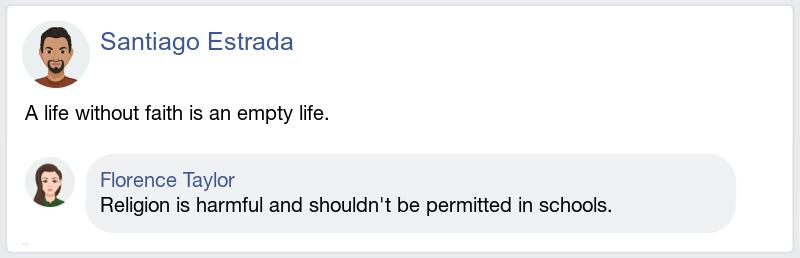 Santiago Estrada
A life without faith is an empty life.
Florence Taylor
Religion is harmful and shouldn't be permitted in schools.